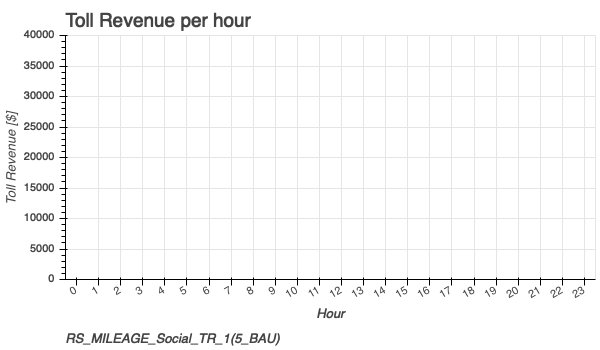 Toll Revenue per hour
40000
35000
30000
25000
20000
15000
10000
5000
0
Toll Revenue [$]
0 1 2 3 4 5 6 7 8 9 10 11 12 13 14 15 16 17 18 19 20 21 22 23
Hour
RS_MILEAGE_Social_TR_1(5_BAU)